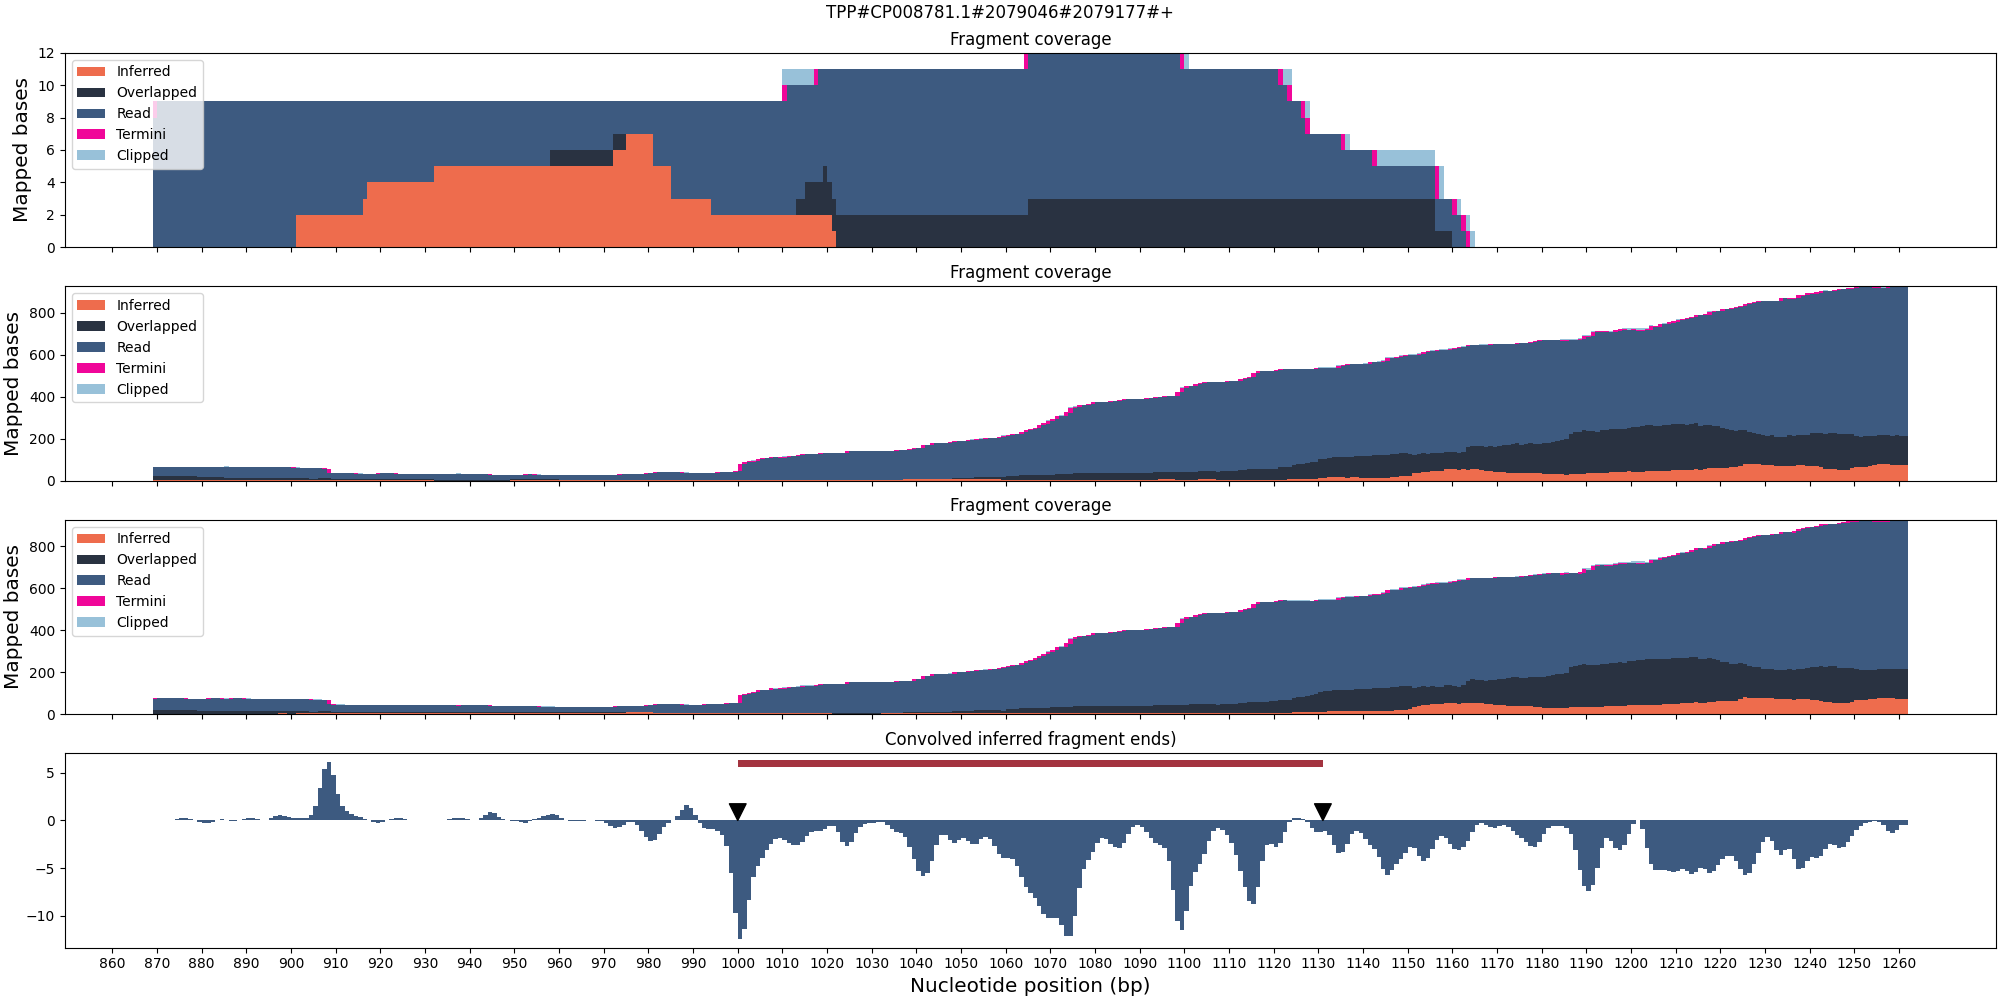 TPP#CP008781.1#2079046#2079177#+
Fragment coverage
Mapped bases
12
10
8
6
4
2
0
Inferred
Overlapped
Read
Termini
Clipped
Fragment coverage
Mapped bases
800
600
400
200
0
Inferred
Overlapped
Read
Termini
Clipped
Fragment coverage
Mapped bases
800
600
400
200
0
Inferred
Overlapped
Read
Termini
Clipped
Convolved inferred fragment ends)
5
0
−5
−10
860 870 880 890 900 910 920 930 940 950 960 970 980 990 1000 1010 1020 1030 1040 1050 1060 1070 1080 1090 1100 1110 1120 1130 1140 1150 1160 1170 1180 1190 1200 1210 1220 1230 1240 1250 1260
Nucleotide position (bp)